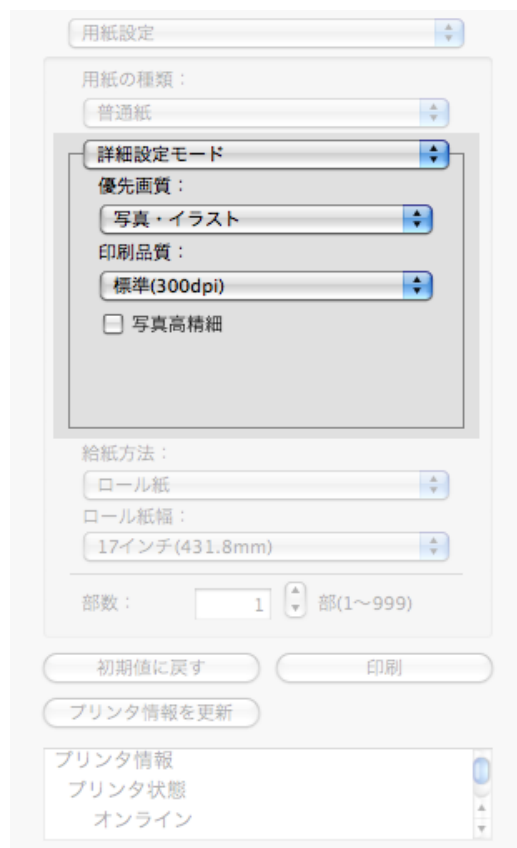 用紙設定
用紙の種類：
普通紙
詳細設定モード
優先画質：
写真・イラスト
印刷品質：
標準(300dpi)
写真高精細
給紙方法：
ロール紙
ロール紙幅：
17インチ(431.8mm)
部数： 1 部(1〜999)
初期値に戻す 印刷
プリンタ情報を更新
プリンタ情報
プリンタ状態
オンライン